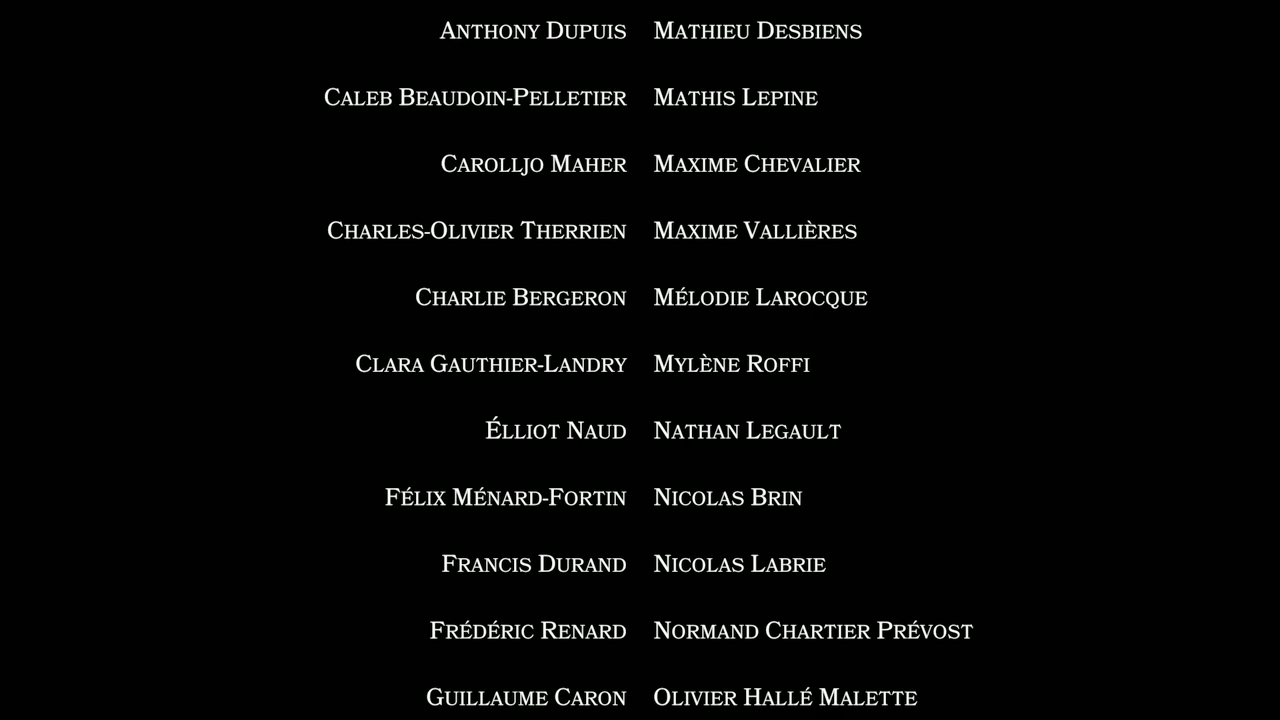 Anthony Dupuis Mathieu Desbiens
Caleb Beaudoin-Pelletier Mathis Lepine
Carolljo Maher Maxime Chevalier
Charles-Olivier Therrien Maxime Vallières
Charlie Bergeron Mélodie Larocque
Clara Gauthier-Landry Mylène Roffi
Élliot Naud Nathan Legault
Félix Ménard-Fortin Nicolas Brin
Francis Durand Nicolas Labrie
Frédéric Renard Normand Chartier Prévost
Guillaume Caron Olivier Hallé Malette